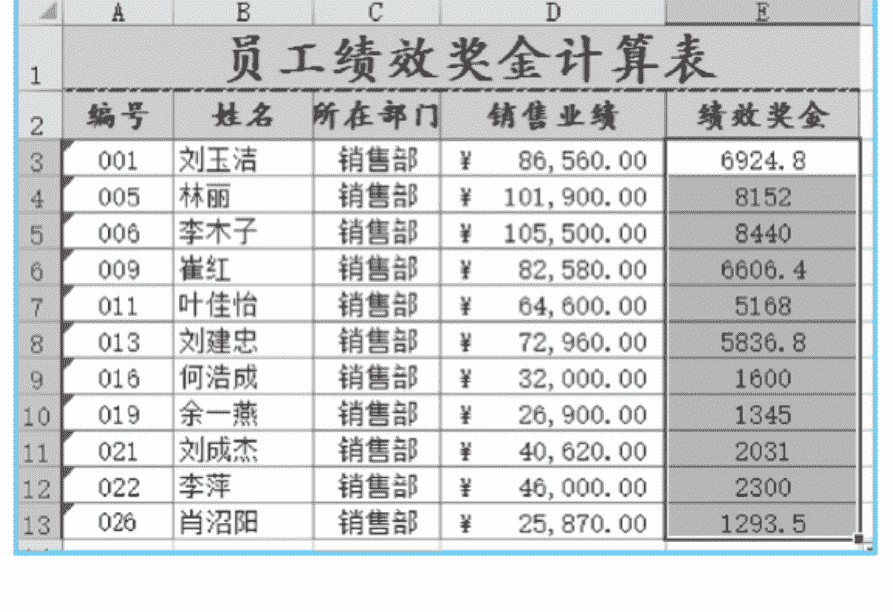 A B C D E
1 员工绩效奖金计算表
2 编号 姓名 所在部门 销售业绩 绩效奖金
3 001 刘玉洁 销售部 ¥ 86,560.00 6924.8
4 005 林丽 销售部 ¥ 101,900.00 8152
5 006 李木子 销售部 ¥ 105,500.00 8440
6 009 崔红 销售部 ¥ 82,580.00 6606.4
7 011 叶佳怡 销售部 ¥ 64,600.00 5168
8 013 刘建忠 销售部 ¥ 72,960.00 5836.8
9 016 何浩成 销售部 ¥ 32,000.00 1600
10 019 余一燕 销售部 ¥ 26,900.00 1345
11 021 刘成杰 销售部 ¥ 40,620.00 2031
12 022 李萍 销售部 ¥ 46,000.00 2300
13 026 肖沼阳 销售部 ¥ 25,870.00 1293.5